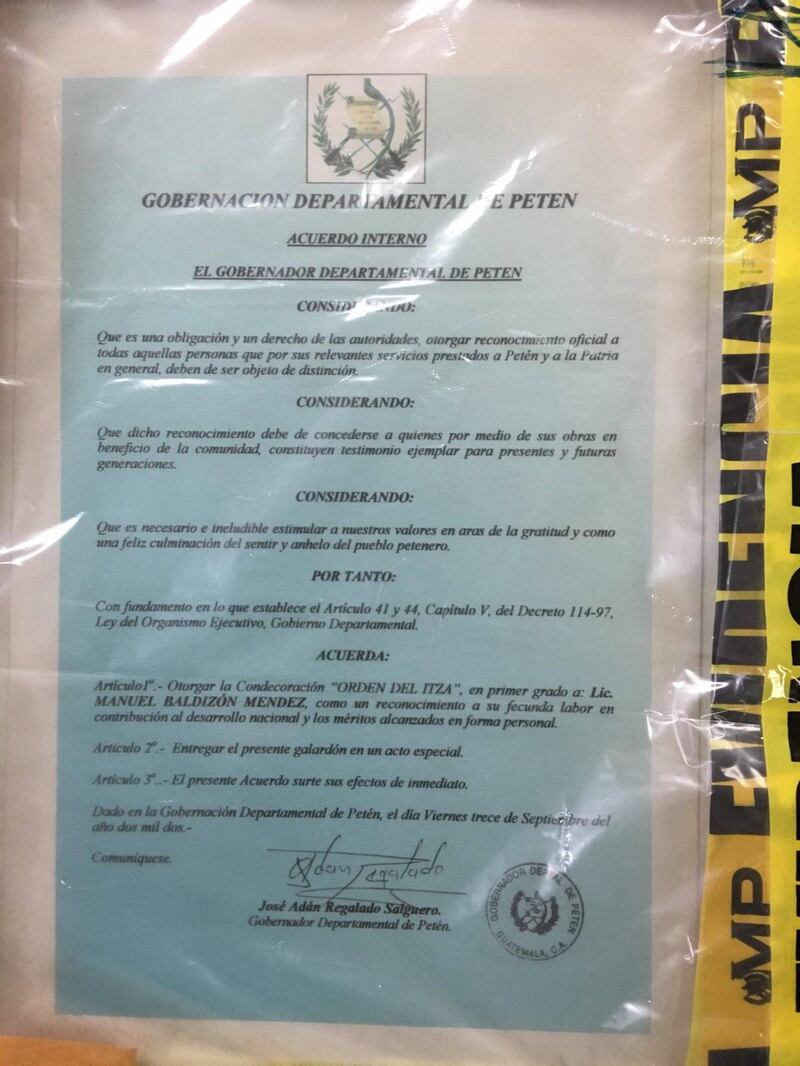 GOBERNACION DEPARTAMENTAL DE PETEN
ACUERDO INTERNO
EL GOBERNADOR DEPARTAMENTAL DE PETEN
CONSIDERANDO:
Que es una obligación y un derecho de las autoridades, otorgar reconocimiento oficial a
todas aquellas personas que por sus relevantes servicios prestados a Petén y a la Patria
en general, deben de ser objeto de distinción.
CONSIDERANDO:
Que dicho reconocimiento debe de concederse a quienes por medio de sus obras en
beneficio de la comunidad, constituyen testimonio ejemplar para presentes y futuras
generaciones.
CONSIDERANDO:
Que es necesario e ineludible estimular a nuestros valores en aras de la gratitud y como
una feliz culminación del sentir y anhelo del pueblo petenero.
POR TANTO:
Con fundamento en lo que establece el Artículo 41 y 44, Capítulo V, del Decreto 114-97,
Ley del Organismo Ejecutivo, Gobierno Departamental.
ACUERDA:
Artículo1º.- Otorgar la Condecoración "ORDEN DEL ITZA", en primer grado a: Lic.
MANUEL BALDIZÓN MENDEZ, como un reconocimiento a su fecunda labor en
contribución al desarrollo nacional y los méritos alcanzados en forma personal.
Artículo 2º.- Entregar el presente galardón en un acto especial.
Artículo 3º..- El presente Acuerdo surte sus efectos de inmediato.
Dado en la Gobernación Departamental de Petén, el día Viernes trece de Septiembre del
año dos mil dos.-
Comuníquese.
Adan Regalado
José Adán Regalado Salguero.
Gobernador Departamental de Petén.
GOBERNADOR DEPTAL. DE PETEN
GUATEMALA, C.A.
MP
EVIDENCIA
MP